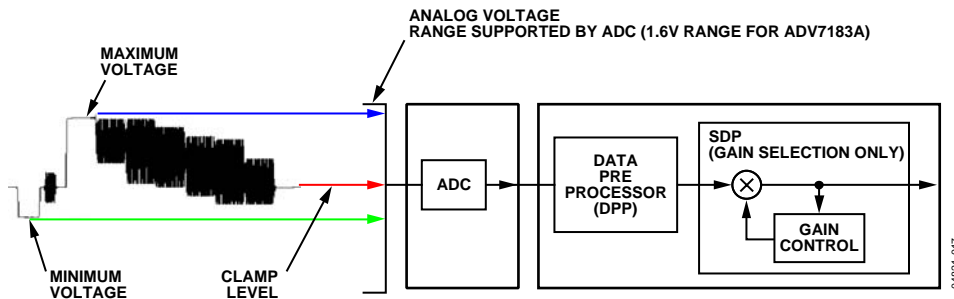 ANALOG VOLTAGE
RANGE SUPPORTED BY ADC (1.6V RANGE FOR ADV7183A)
MAXIMUM
VOLTAGE
SDP
(GAIN SELECTION ONLY)
DATA
PRE
PROCESSOR
(DPP)
ADC
GAIN
CONTROL
MINIMUM
VOLTAGE
CLAMP
LEVEL